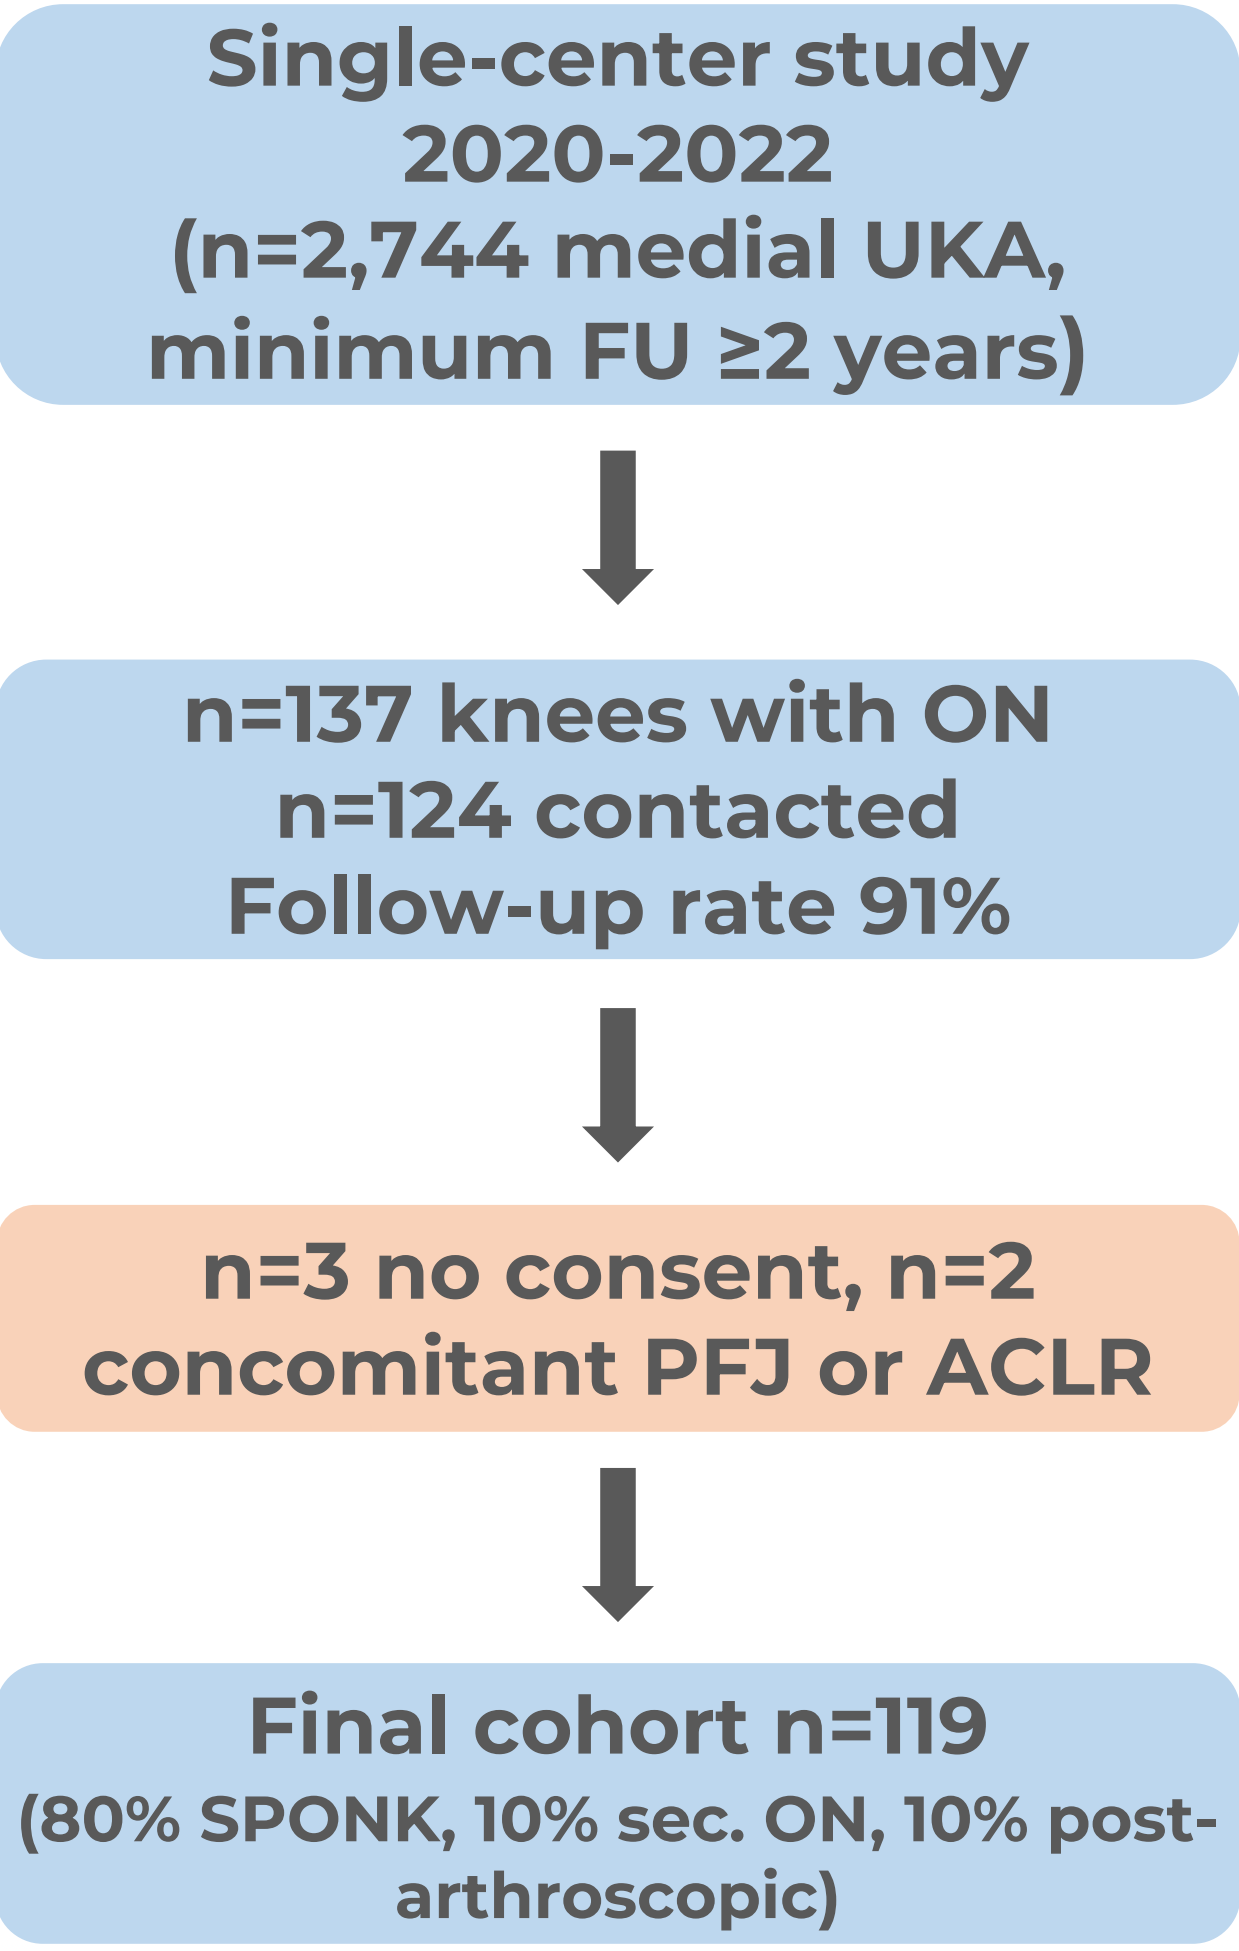 Single-center study
2020-2022
(n=2,744 medial UKA,
minimum FU ≥2 years)
n=137 knees with ON
n=124 contacted
Follow-up rate 91%
n=3 no consent, n=2
concomitant PFJ or ACLR
Final cohort n=119
(80% SPONK, 10% sec. ON, 10% post-
arthroscopic)